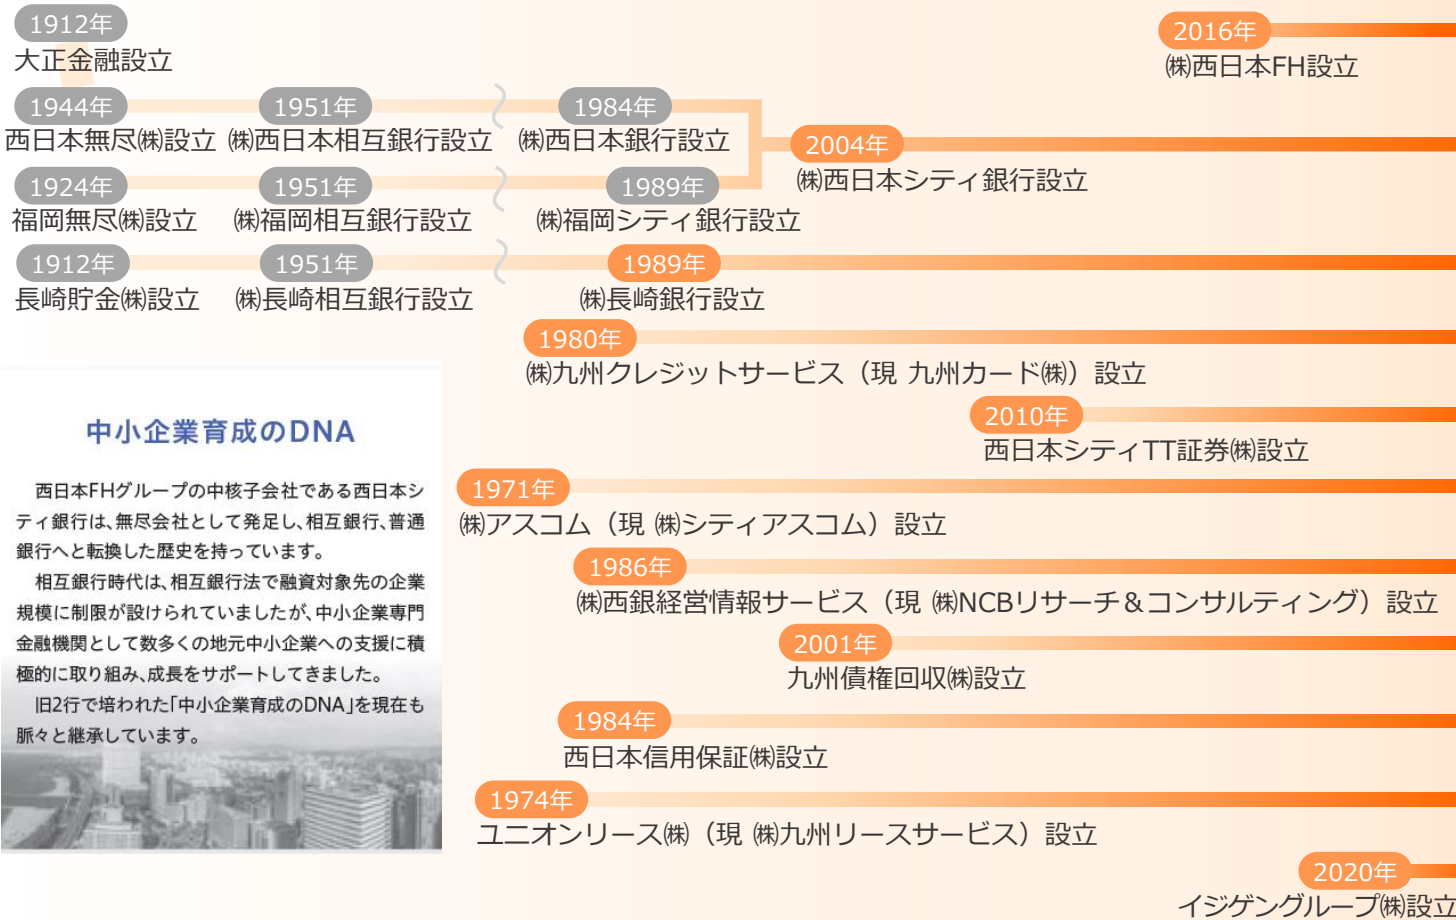 1912年
大正金融設立
2016年
㈱西日本FH設立
1944年
西日本無尽㈱設立
1951年
㈱西日本相互銀行設立
1984年
㈱西日本銀行設立
2004年
㈱西日本シティ銀行設立
1924年
福岡無尽㈱設立
1951年
㈱福岡相互銀行設立
1989年
㈱福岡シティ銀行設立
1912年
長崎貯金㈱設立
1951年
㈱長崎相互銀行設立
1989年
㈱長崎銀行設立
1980年
㈱九州クレジットサービス（現 九州カード㈱）設立
2010年
西日本シティTT証券㈱設立
1971年
㈱アスコム（現 ㈱シティアスコム）設立
1986年
㈱西銀経営情報サービス（現 ㈱NCBリサーチ＆コンサルティング）設立
2001年
九州債権回収㈱設立
1984年
西日本信用保証㈱設立
1974年
ユニオンリース㈱（現 ㈱九州リースサービス）設立
2020年
イジゲングループ㈱設立
中小企業育成のDNA
西日本FHグループの中核子会社である西日本シ
ティ銀行は、無尽会社として発足し、相互銀行、普通
銀行へと転換した歴史を持っています。
相互銀行時代は、相互銀行法で融資対象先の企業
規模に制限が設けられていましたが、中小企業専門
金融機関として数多くの地元中小企業への支援に積
極的に取り組み、成長をサポートしてきました。
旧2行で培われた「中小企業育成のDNA」を現在も
脈々と継承しています。